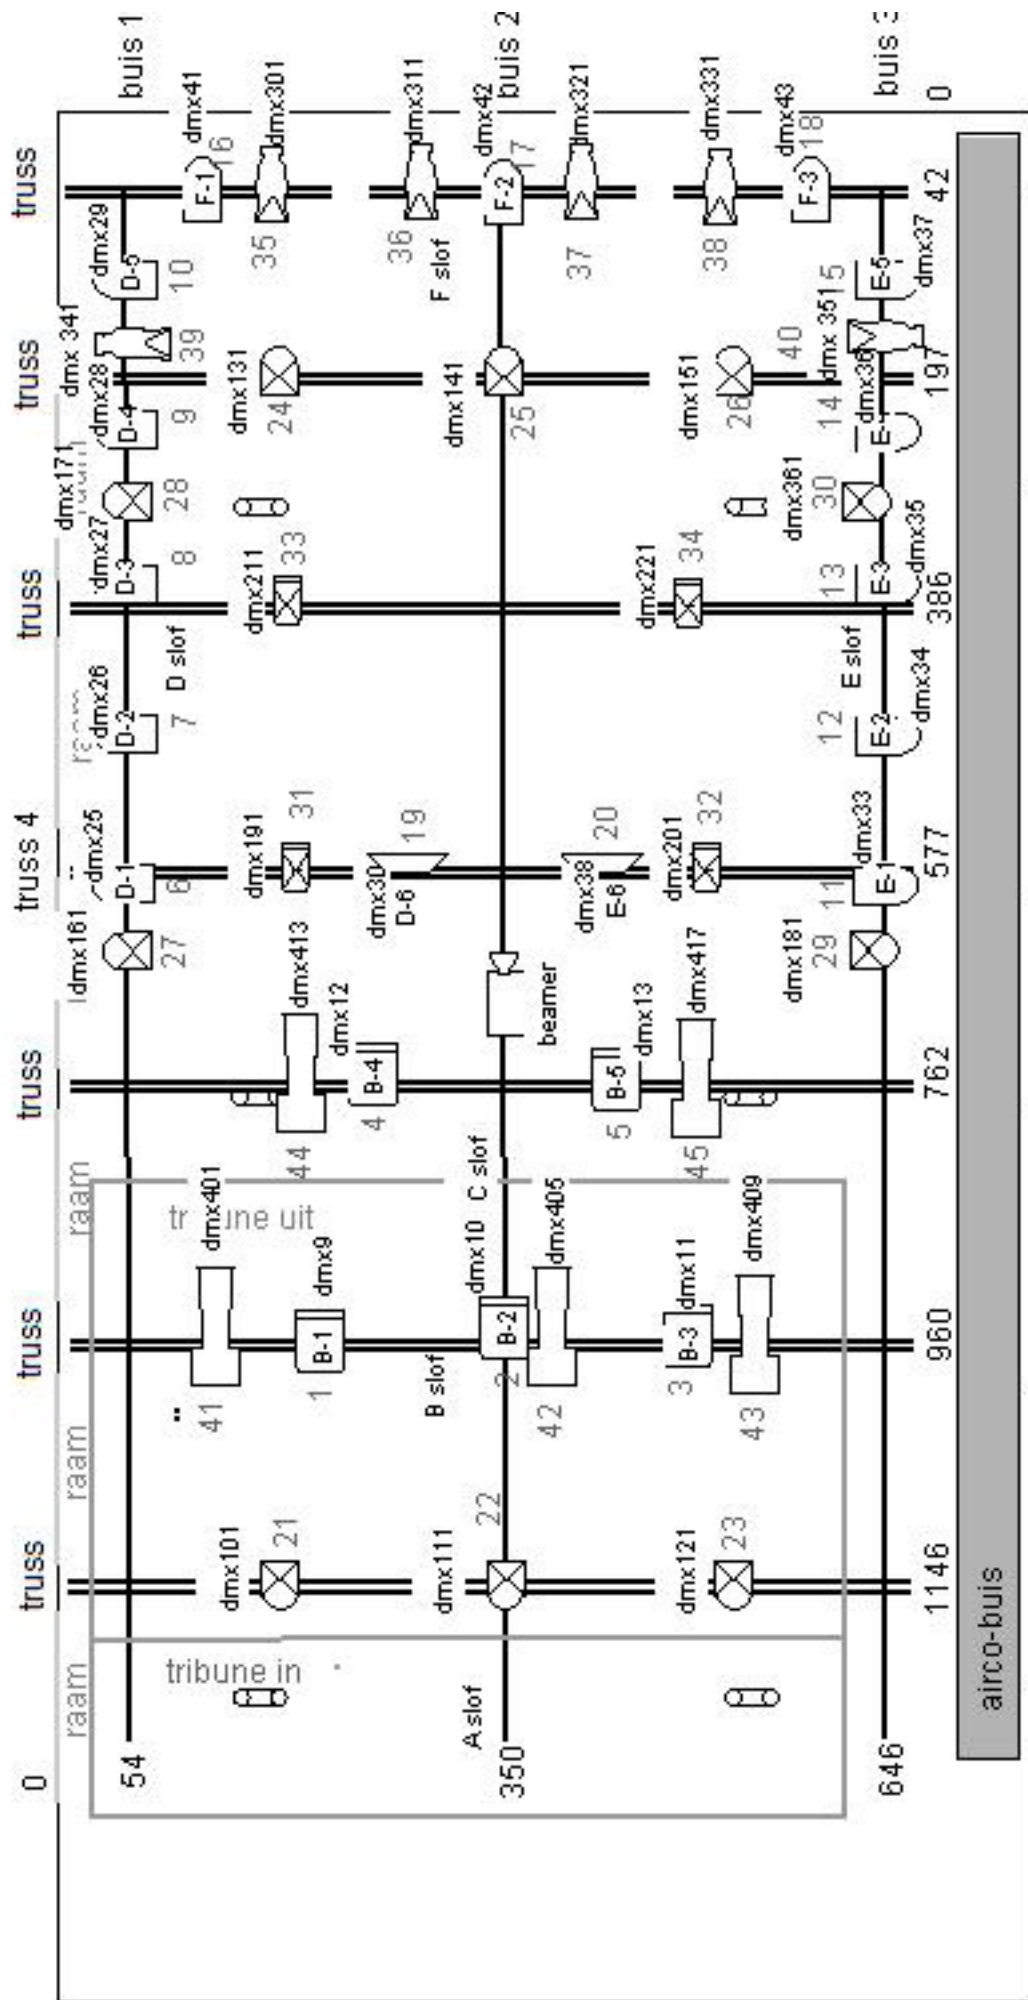 buis 1
buis 2
buis 3
0
truss
dmx41
16
F-1
dmx301
35
dmx311
36
F slof
dmx42
17
F-2
dmx321
37
dmx331
38
dmx43
18
F-3
42
dmx29
D-5
10
E-5
15
dmx37
truss
dmx 341
39
dmx131
24
dmx141
25
dmx151
26
40
dmx 351
197
dmx28
D-4
9
14
dmx36
dmx171
28
dmx361
30
raam
truss
dmx27
D-3
8
dmx211
33
dmx221
34
13
E-3
dmx35
386
D slof
E slof
dmx26
D-2
7
12
E-2
dmx34
truss 4
dmx25
D-1
6
dmx191
31
dmx30
D-6
19
dmx38
E-6
20
dmx201
32
dmx33
11
E-1
577
dmx161
27
dmx181
29
beamer
truss
dmx413
44
dmx12
B-4
4
dmx13
B-5
5
dmx417
45
762
C slof
raam
tribune uit
truss
dmx401
41
dmx9
B-1
1
B slof
dmx10
B-2
2
dmx405
42
dmx11
B-3
3
dmx409
43
960
raam
truss
dmx101
21
dmx111
22
dmx121
23
1146
raam
tribune in
A slof
0
54
350
646
airco-buis